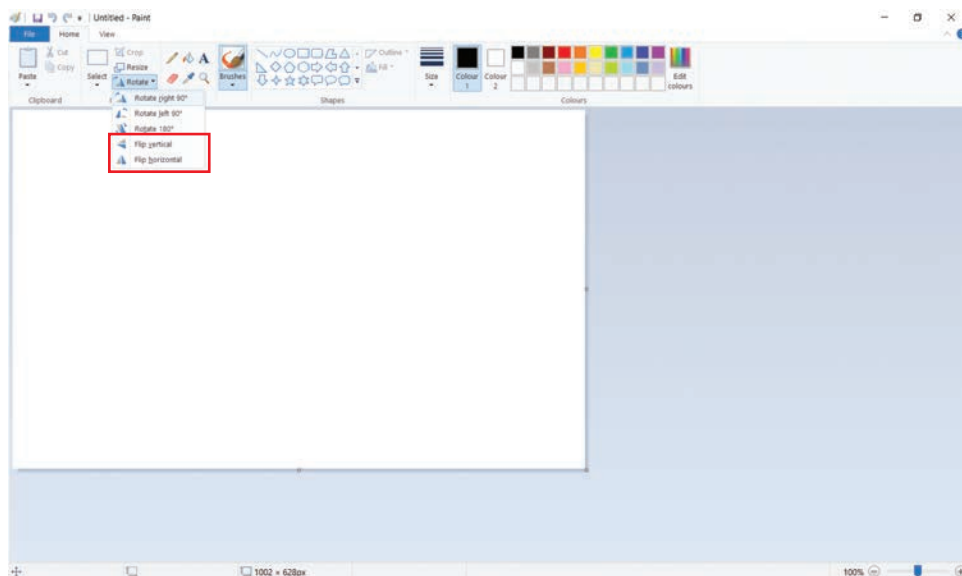 Untitled - Paint
File Home View
Cut
Copy
Paste
Clipboard
Select
Crop
Resize
Rotate
A
Brushes
Shapes
Outline
Fill
Size
Colour 1
Colour 2
Colours
Edit colours
Rotate right 90°
Rotate left 90°
Rotate 180°
Flip vertical
Flip horizontal
1002 × 628px
100%